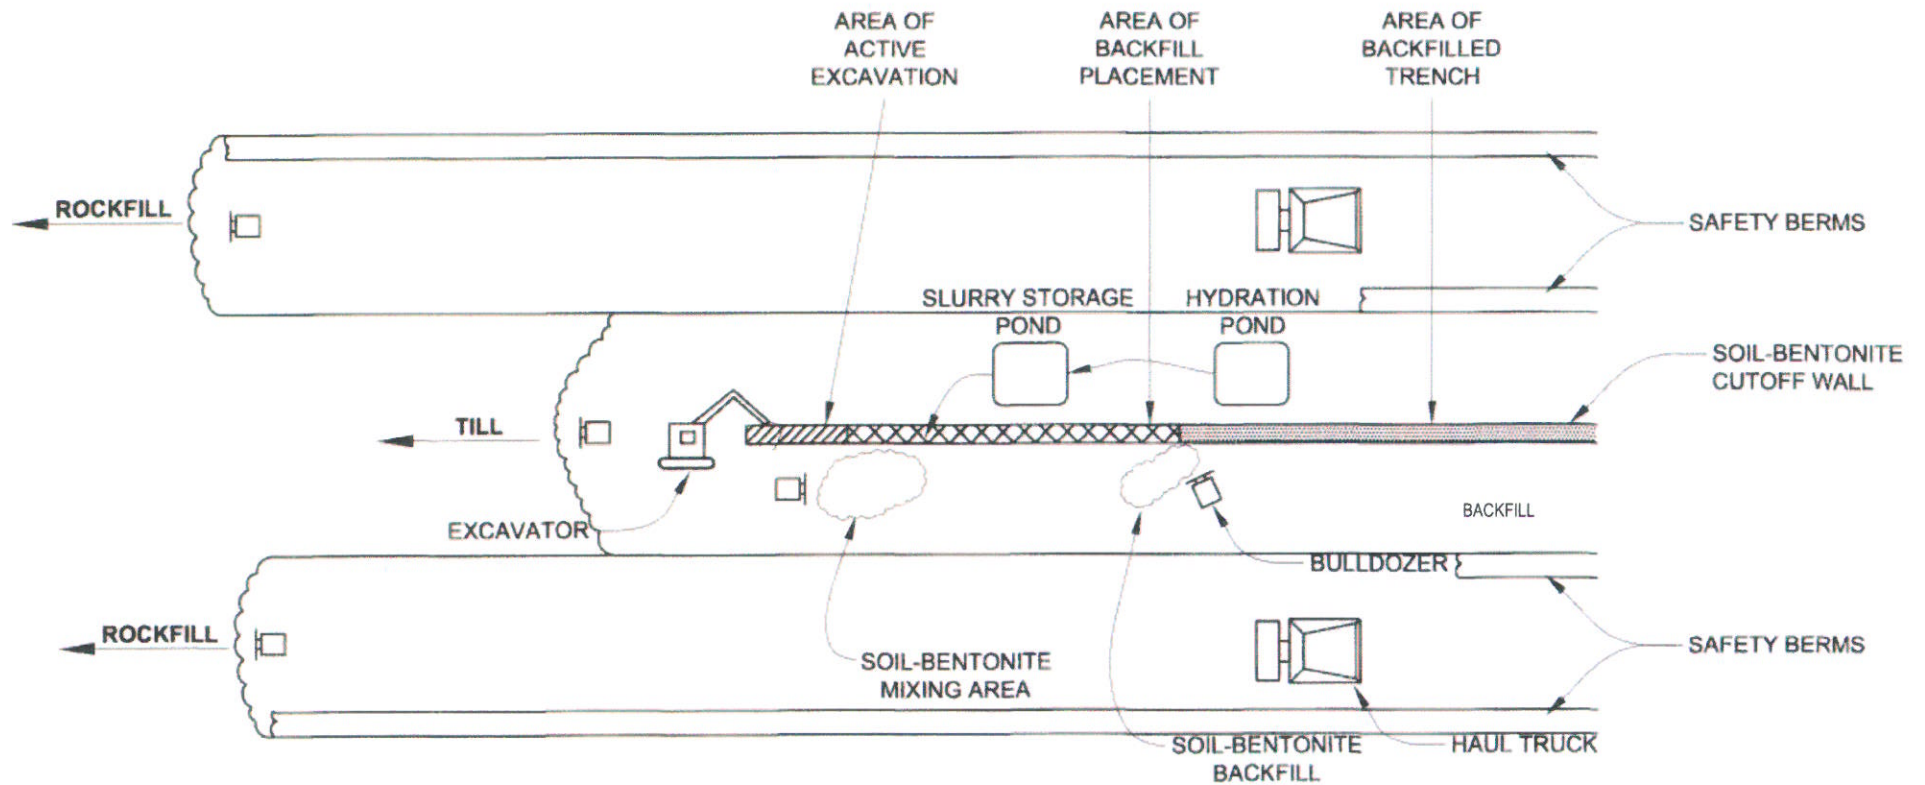 AREA OF
ACTIVE
EXCAVATION
AREA OF
BACKFILL
PLACEMENT
AREA OF
BACKFILLED
TRENCH
ROCKFILL
SAFETY BERMS
SLURRY STORAGE
POND
HYDRATION
POND
SOIL-BENTONITE
CUTOFF WALL
TILL
EXCAVATOR
BACKFILL
BULLDOZER
ROCKFILL
SOIL-BENTONITE
MIXING AREA
SAFETY BERMS
SOIL-BENTONITE
BACKFILL
HAUL TRUCK